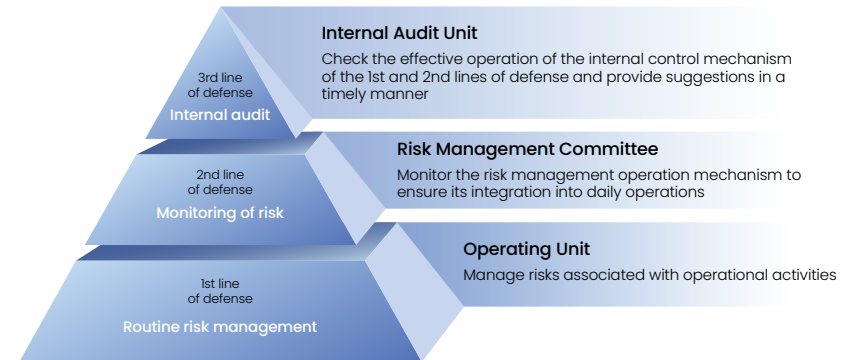 3rd line
of defense
Internal audit
Internal Audit Unit
Check the effective operation of the internal control mechanism
of the 1st and 2nd lines of defense and provide suggestions in a
timely manner
2nd line
of defense
Monitoring of risk
Risk Management Committee
Monitor the risk management operation mechanism to
ensure its integration into daily operations
1st line
of defense
Routine risk management
Operating Unit
Manage risks associated with operational activities